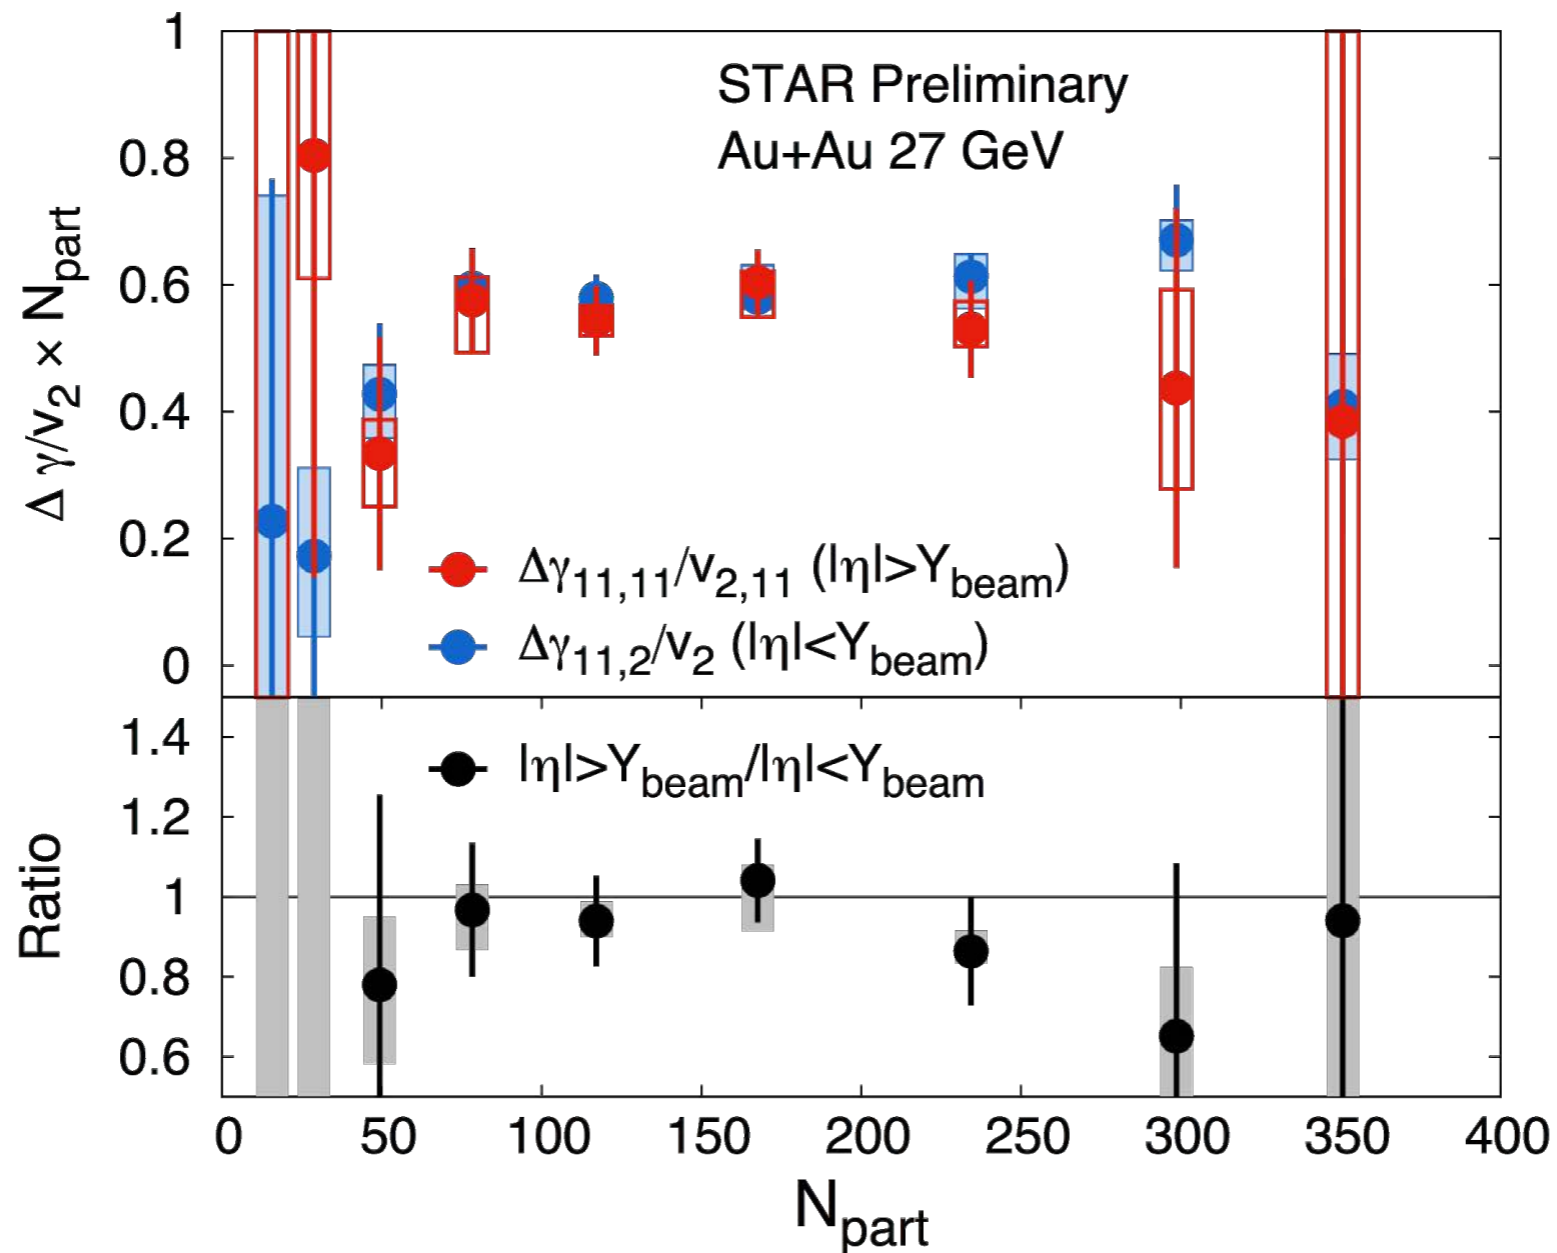 STAR Preliminary
Au+Au 27 GeV
Δ γ/v2 × Npart
1
0.8
0.6
0.4
0.2
0
Δγ11,11/v2,11 (|η|>Ybeam)
Δγ11,2/v2 (|η|<Ybeam)
Ratio
1.4
1.2
1
0.8
0.6
|η|>Ybeam/|η|<Ybeam
0 50 100 150 200 250 300 350 400
Npart